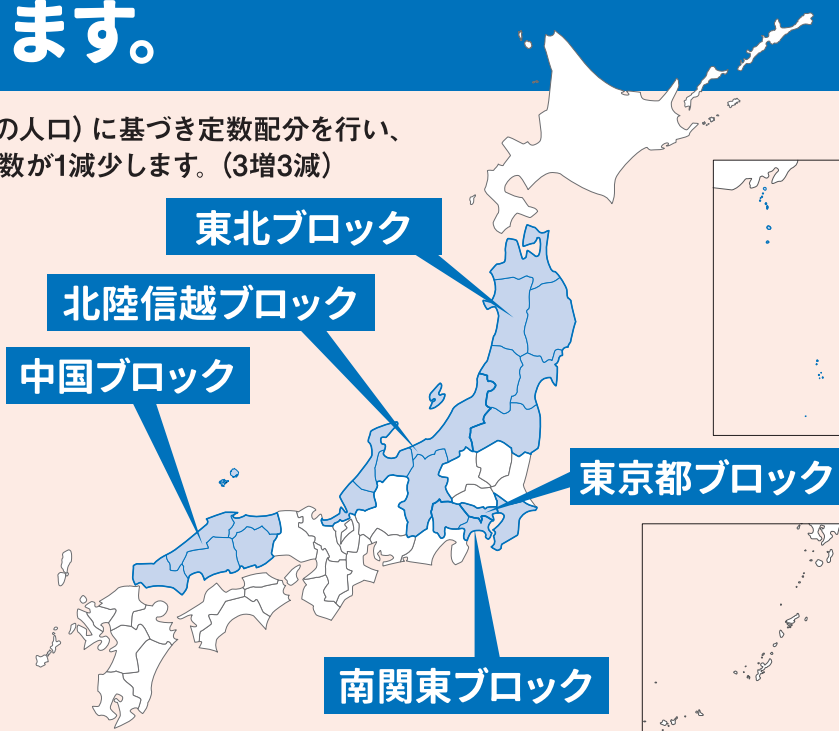 ます。
の人口）に基づき定数配分を行い、
数が1減少します。（3増3減）
東北ブロック
北陸信越ブロック
中国ブロック
東京都ブロック
南関東ブロック